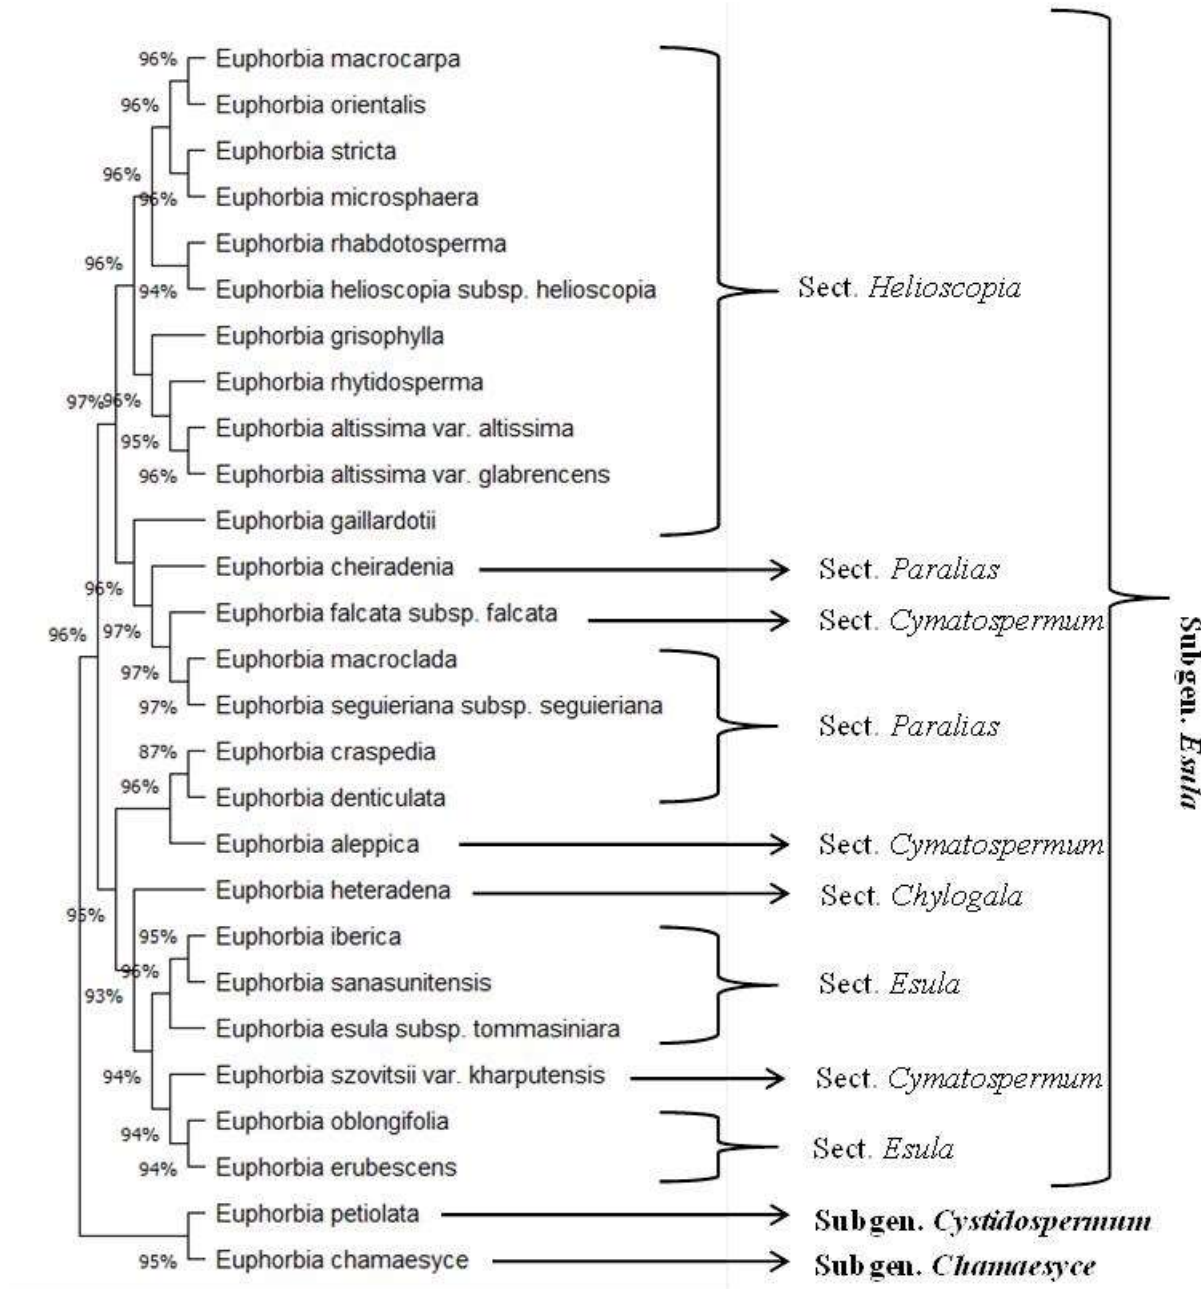 96% Euphorbia macrocarpa
96% Euphorbia orientalis
Euphorbia stricta
96%
96% Euphorbia microsphaera
Euphorbia rhabdotosperma
96%
94% Euphorbia helioscopia subsp. helioscopia Sect. Helioscopia
Euphorbia grisophylla
Euphorbia rhytidosperma
97% 96%
Euphorbia altissima var. altissima
95%
96% Euphorbia altissima var. glabrencens
Euphorbia gaillardotii
Euphorbia cheiradenia Sect. Paralias
96%
Euphorbia falcata subsp. falcata Sect. Cymatospermum
96% 97%
Euphorbia macroclada
97%
97% Euphorbia seguieriana subsp. seguieriana
Sect. Paralias
Subgen. Esula
87% Euphorbia craspedia
96%
Euphorbia denticulata
Euphorbia aleppica Sect. Cymatospermum
Euphorbia heteradena Sect. Chylogala
95%
95% Euphorbia iberica
96%
Euphorbia sanasunitensis Sect. Esula
93%
Euphorbia esula subsp. tommasiniara
94% Euphorbia szovitsii var. kharputensis Sect. Cymatospermum
Euphorbia oblongifolia
94%
Sect. Esula
94% Euphorbia erubescens
Euphorbia petiolata Subgen. Cystidospermum
95% Euphorbia chamaesyce Subgen. Chamaesyce